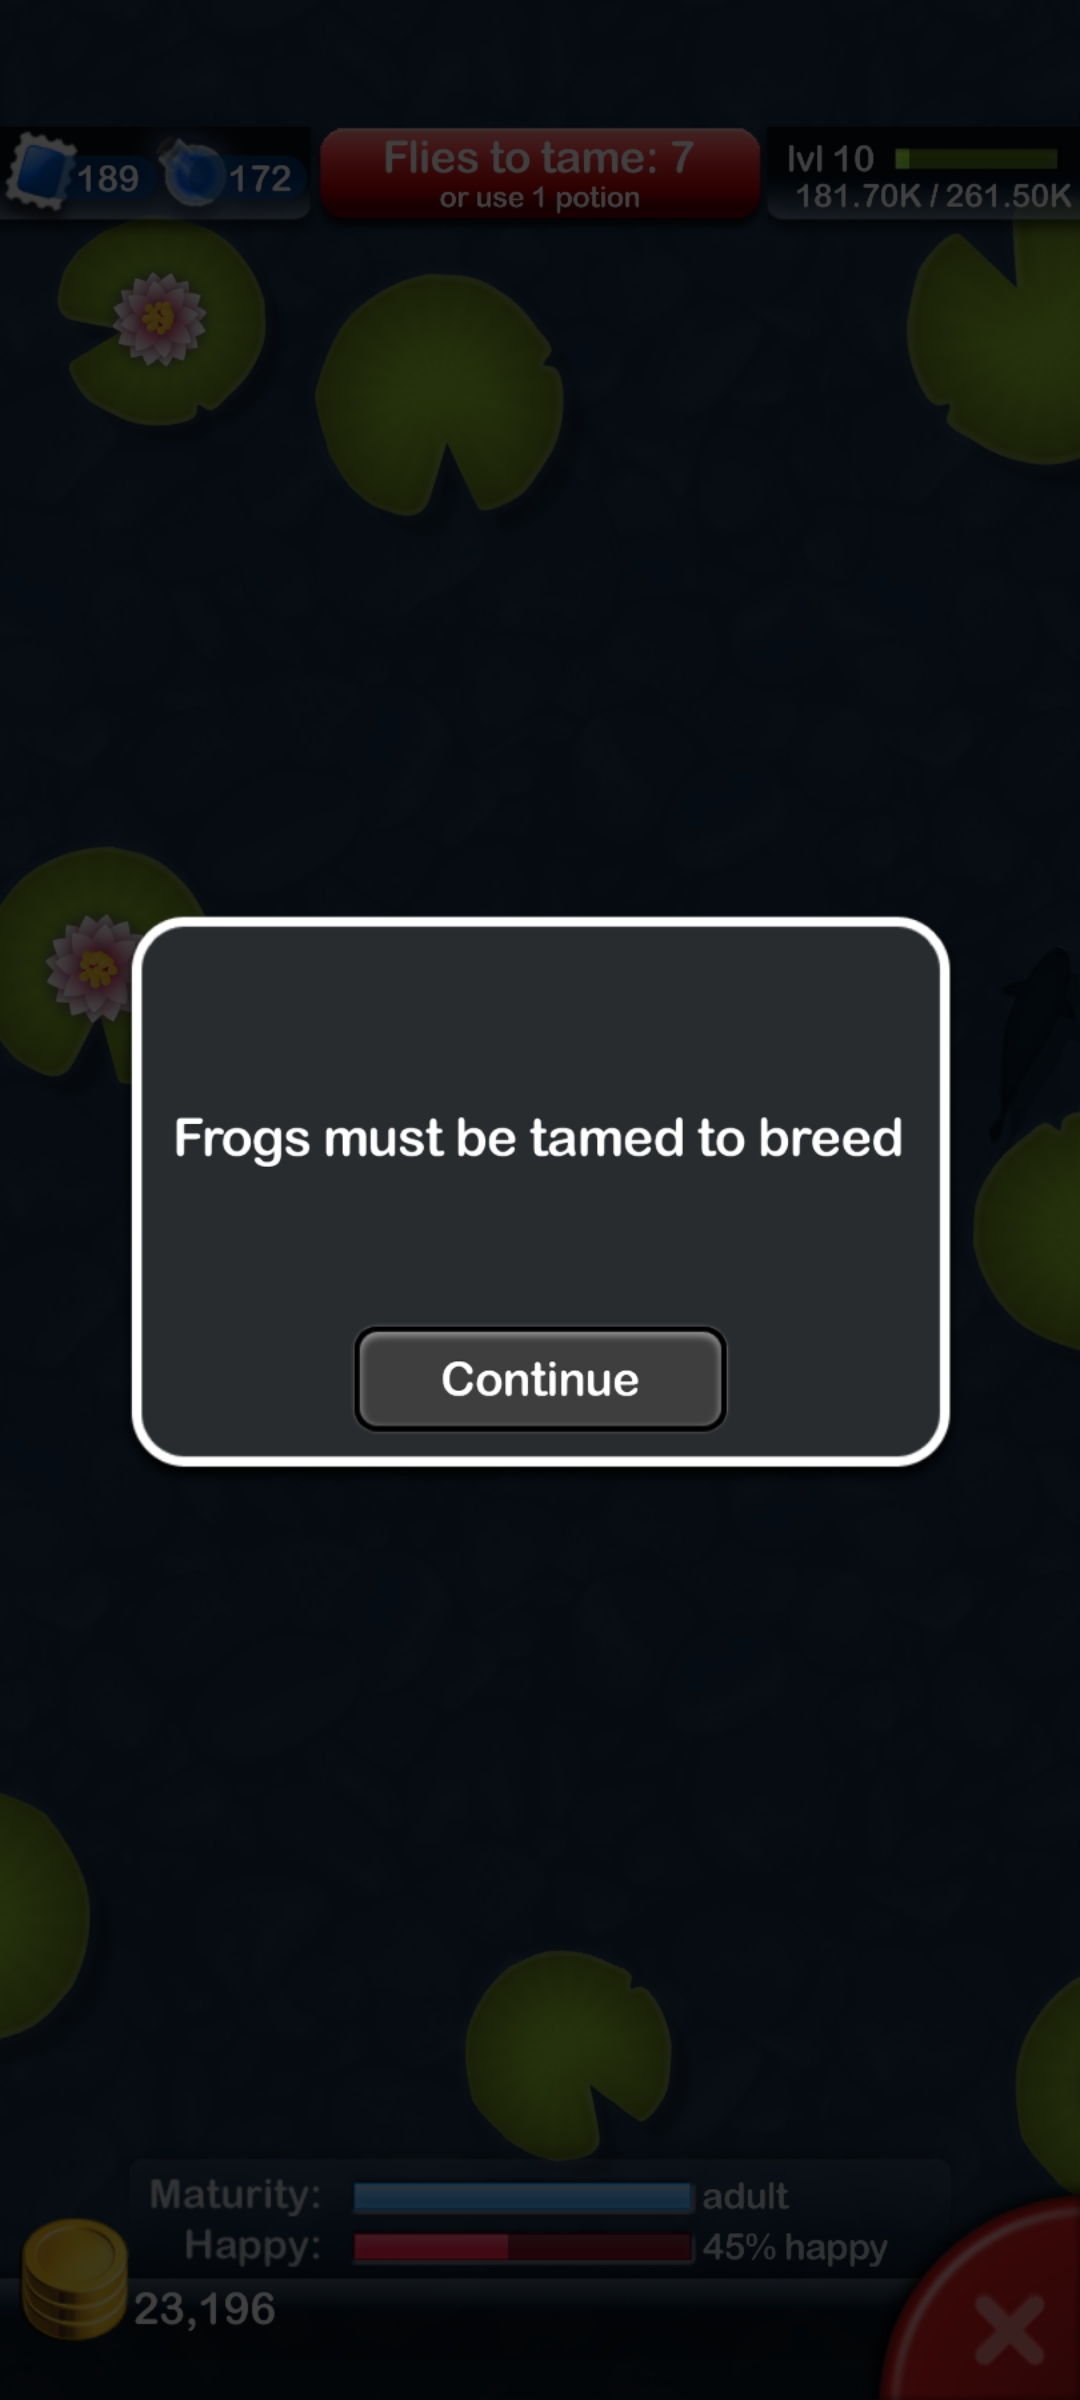 189
172
Flies to tame: 7
or use 1 potion
lvl 10
181.70K / 261.50K
Frogs must be tamed to breed
Continue
Maturity:
adult
Happy:
45% happy
23,196